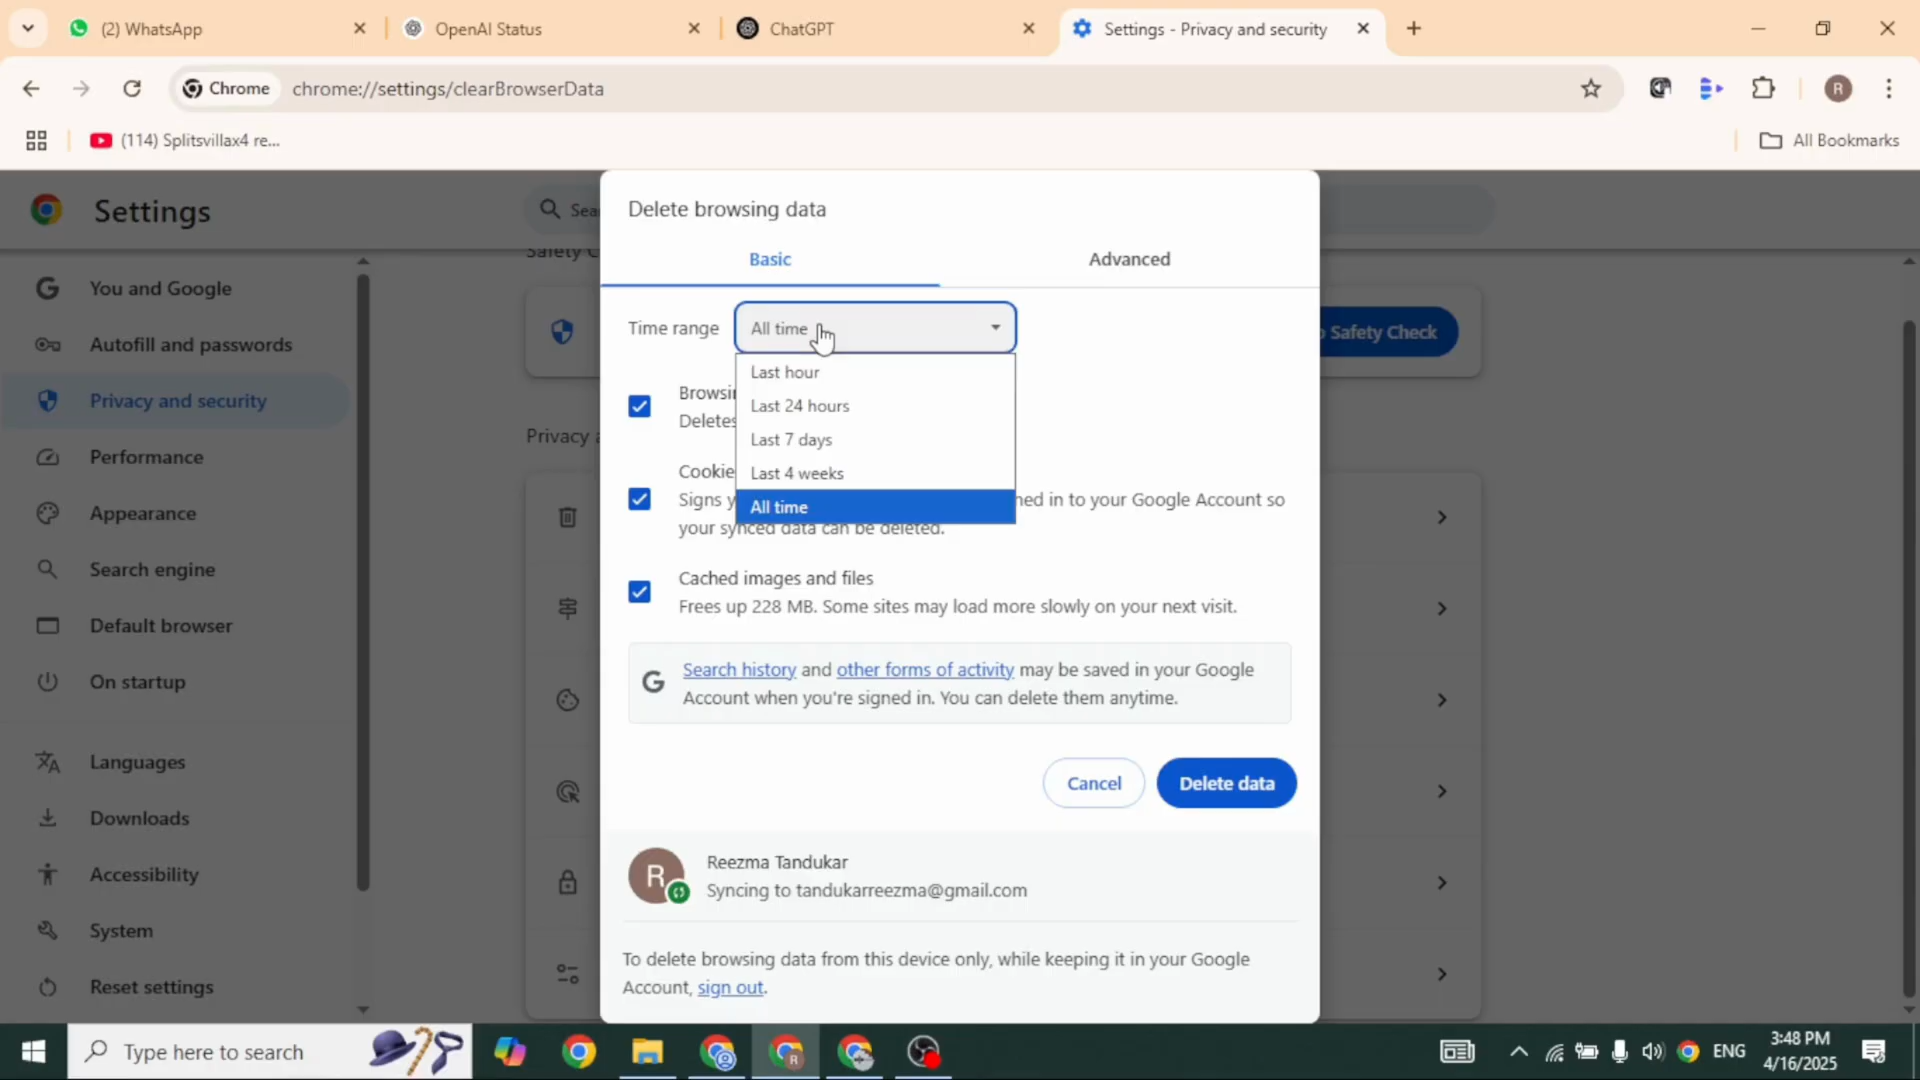 (2) WhatsApp
OpenAI Status
ChatGPT
Settings - Privacy and security
Chrome
chrome://settings/clearBrowserData
R
(114) Splitsvillax4 re...
All Bookmarks
Settings
Sea
Delete browsing data
Basic
Advanced
Safety C
You and Google
Autofill and passwords
Privacy and security
Performance
Appearance
Search engine
Default browser
On startup
Languages
Downloads
Accessibility
System
Reset settings
Safety Check
Privacy a
Time range
All time
Last hour
Last 24 hours
Last 7 days
Last 4 weeks
All time
Browsin
Deletes
Cookie
Signs y
ned in to your Google Account so
your synced data can be deleted.
Cached images and files
Frees up 228 MB. Some sites may load more slowly on your next visit.
G
Search history and other forms of activity may be saved in your Google
Account when you're signed in. You can delete them anytime.
Cancel
Delete data
R
Reezma Tandukar
Syncing to tandukarreezma@gmail.com
To delete browsing data from this device only, while keeping it in your Google
Account, sign out.
Type here to search
ENG
3:48 PM
4/16/2025